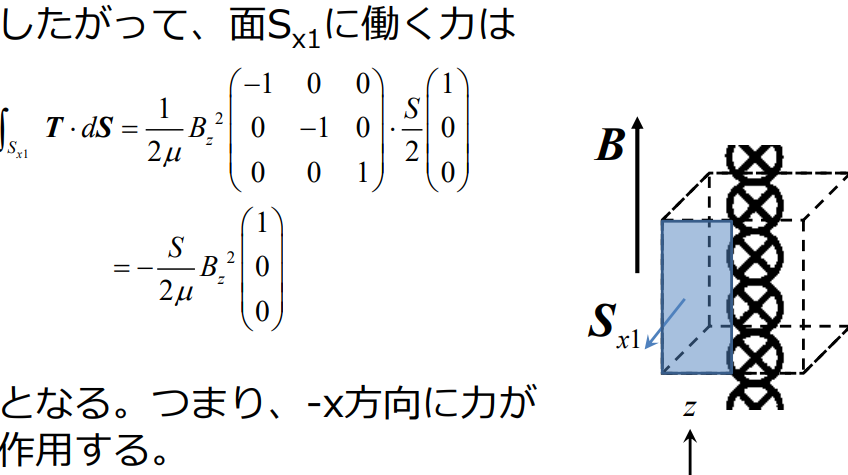 したがって、面Sx1に働く力は
∫Sx1 T · dS = 1/2μ Bz² (−1 0 0; 0 −1 0; 0 0 1) · S/2 (1; 0; 0)
= − S/2μ Bz² (1; 0; 0)
B
Sx1
z
となる。つまり、-x方向に力が
作用する。